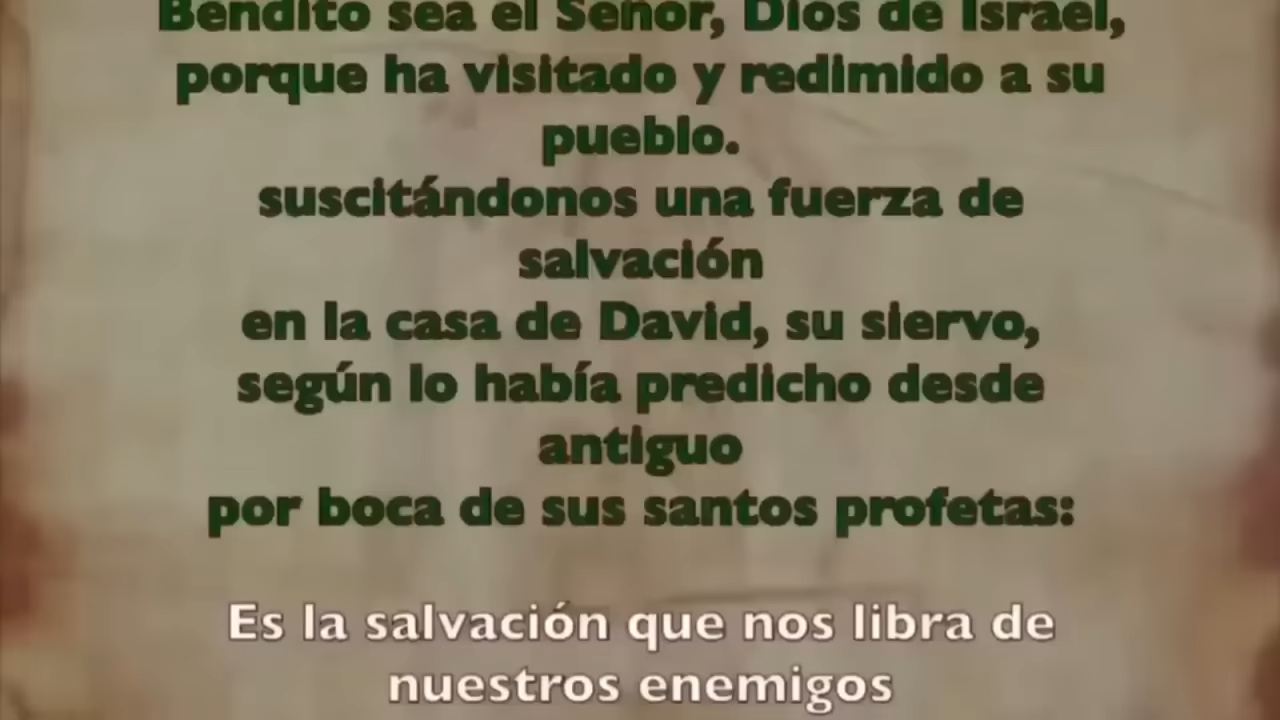 Bendito sea el Señor, Dios de Israel,
porque ha visitado y redimido a su
pueblo.
suscitándonos una fuerza de
salvación
en la casa de David, su siervo,
según lo había predicho desde
antiguo
por boca de sus santos profetas:
Es la salvación que nos libra de
nuestros enemigos